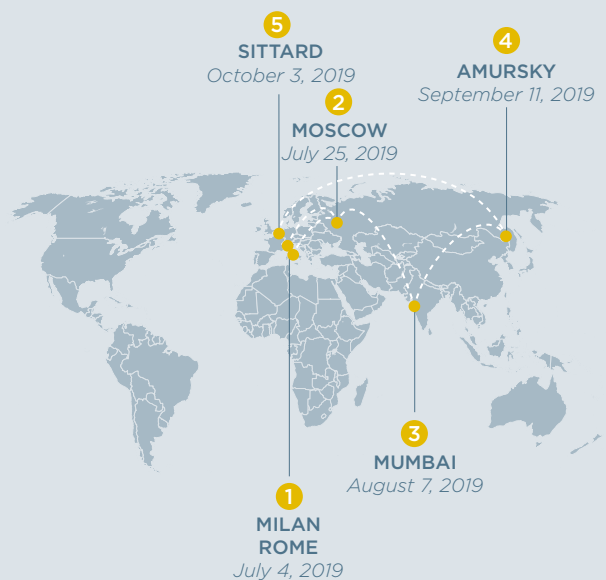 5
SITTARD
October 3, 2019
4
AMURSKY
September 11, 2019
2
MOSCOW
July 25, 2019
3
MUMBAI
August 7, 2019
1
MILAN
ROME
July 4, 2019